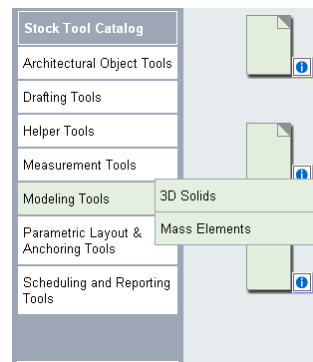 Stock Tool Catalog
Architectural Object Tools
Drafting Tools
Helper Tools
Measurement Tools
Modeling Tools
3D Solids
Mass Elements
Parametric Layout &
Anchoring Tools
Scheduling and Reporting
Tools